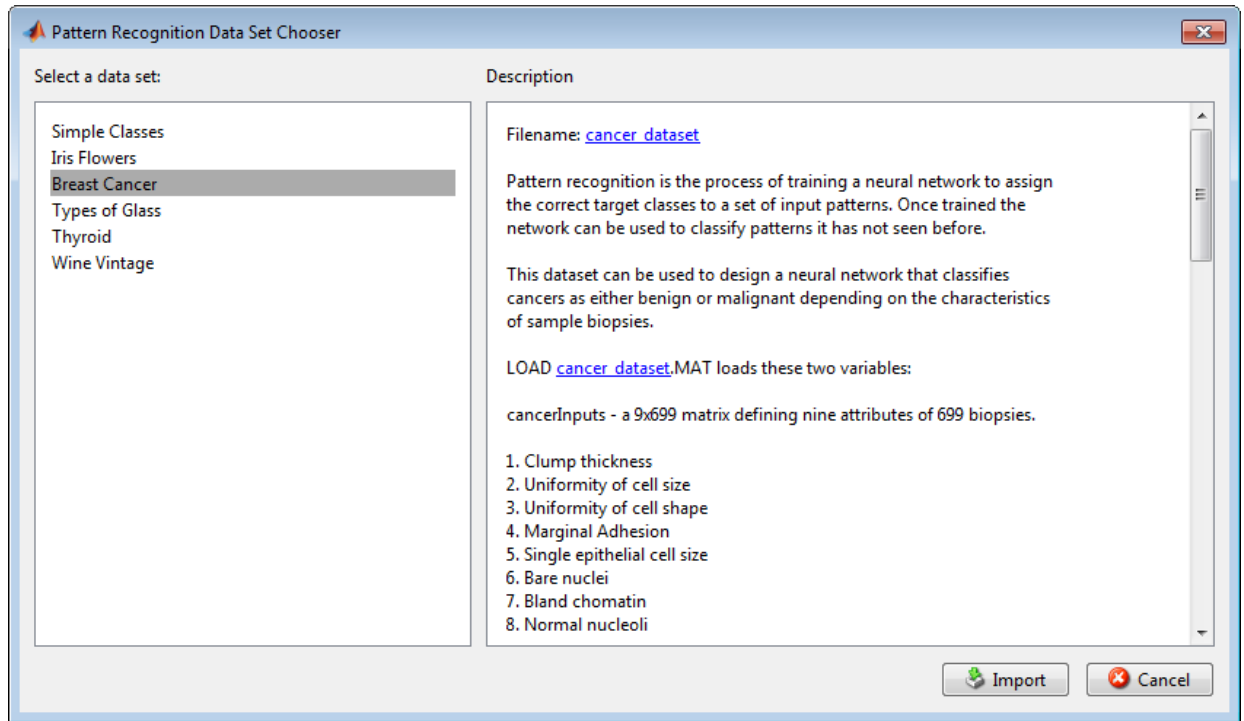 Pattern Recognition Data Set Chooser
Select a data set:
Simple Classes
Iris Flowers
Breast Cancer
Types of Glass
Thyroid
Wine Vintage
Description
Filename: cancer_dataset
Pattern recognition is the process of training a neural network to assign
the correct target classes to a set of input patterns. Once trained the
network can be used to classify patterns it has not seen before.
This dataset can be used to design a neural network that classifies
cancers as either benign or malignant depending on the characteristics
of sample biopsies.
LOAD cancer_dataset.MAT loads these two variables:
cancerInputs - a 9x699 matrix defining nine attributes of 699 biopsies.
1. Clump thickness
2. Uniformity of cell size
3. Uniformity of cell shape
4. Marginal Adhesion
5. Single epithelial cell size
6. Bare nuclei
7. Bland chomatin
8. Normal nucleoli
Import
Cancel